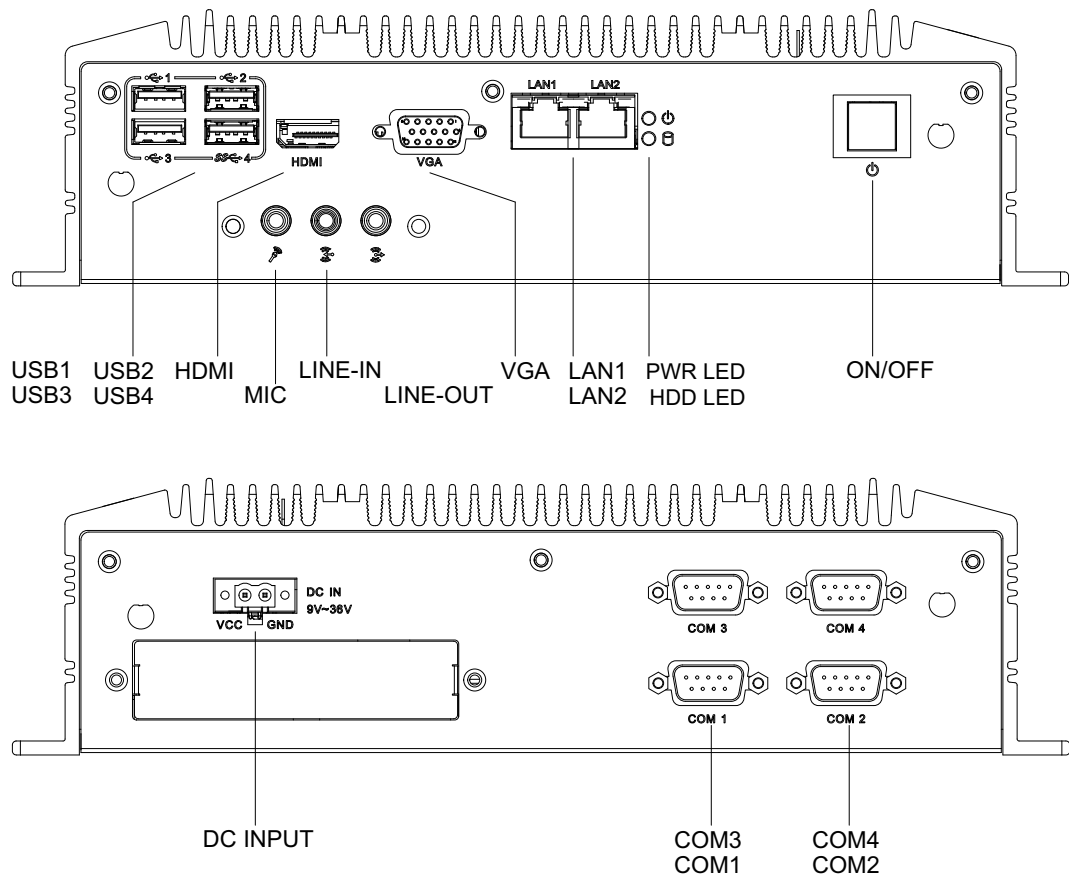 1 2
LAN1 LAN2
3 SS 4
HDMI
VGA
USB1 USB2 HDMI LINE-IN VGA LAN1 PWR LED ON/OFF
USB3 USB4 MIC LINE-OUT LAN2 HDD LED
DC IN
9V~36V
VCC GND
COM 3 COM 4
COM 1 COM 2
DC INPUT COM3 COM4
COM1 COM2